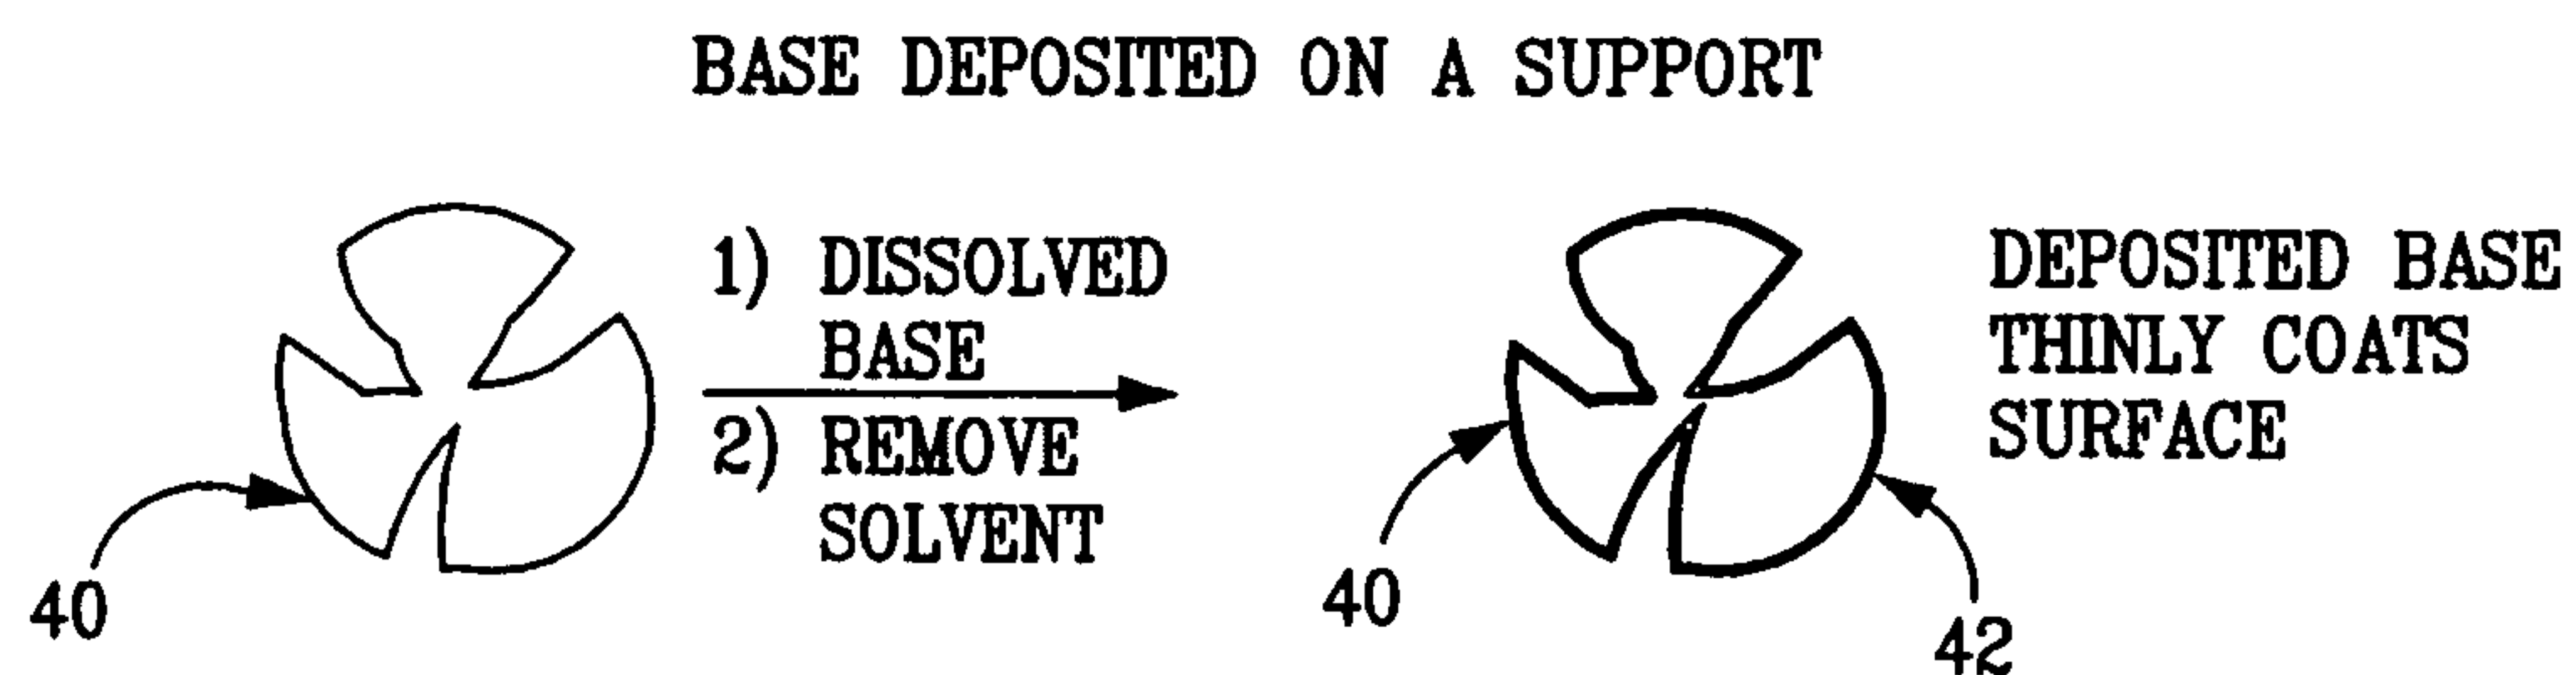 BASE DEPOSITED ON A SUPPORT
1) DISSOLVED
BASE
2) REMOVE
SOLVENT
DEPOSITED BASE
THINLY COATS
SURFACE
40
40
42